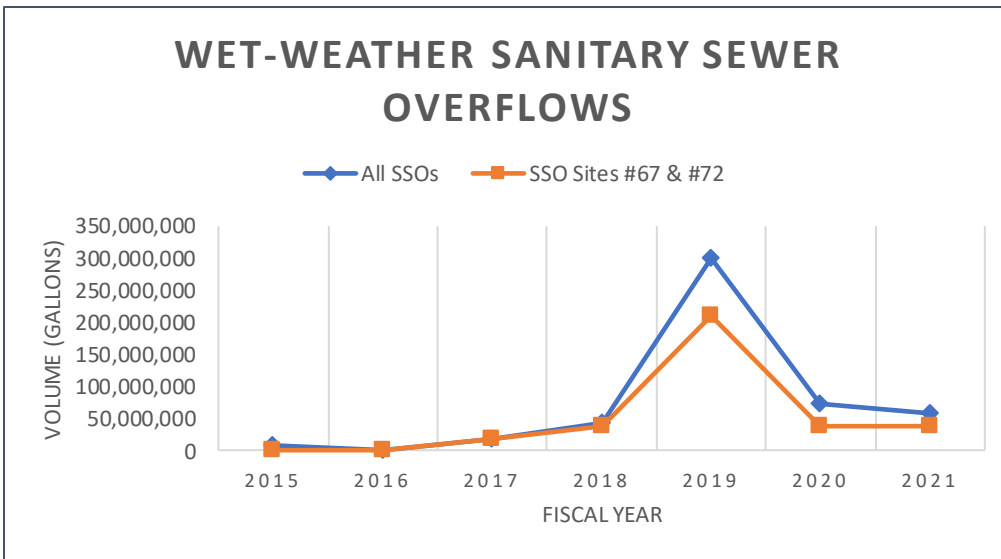 WET-WEATHER SANITARY SEWER
OVERFLOWS
All SSOs
SSO Sites #67 & #72
VOLUME (GALLONS)
350,000,000
300,000,000
250,000,000
200,000,000
150,000,000
100,000,000
50,000,000
0
2015 2016 2017 2018 2019 2020 2021
FISCAL YEAR